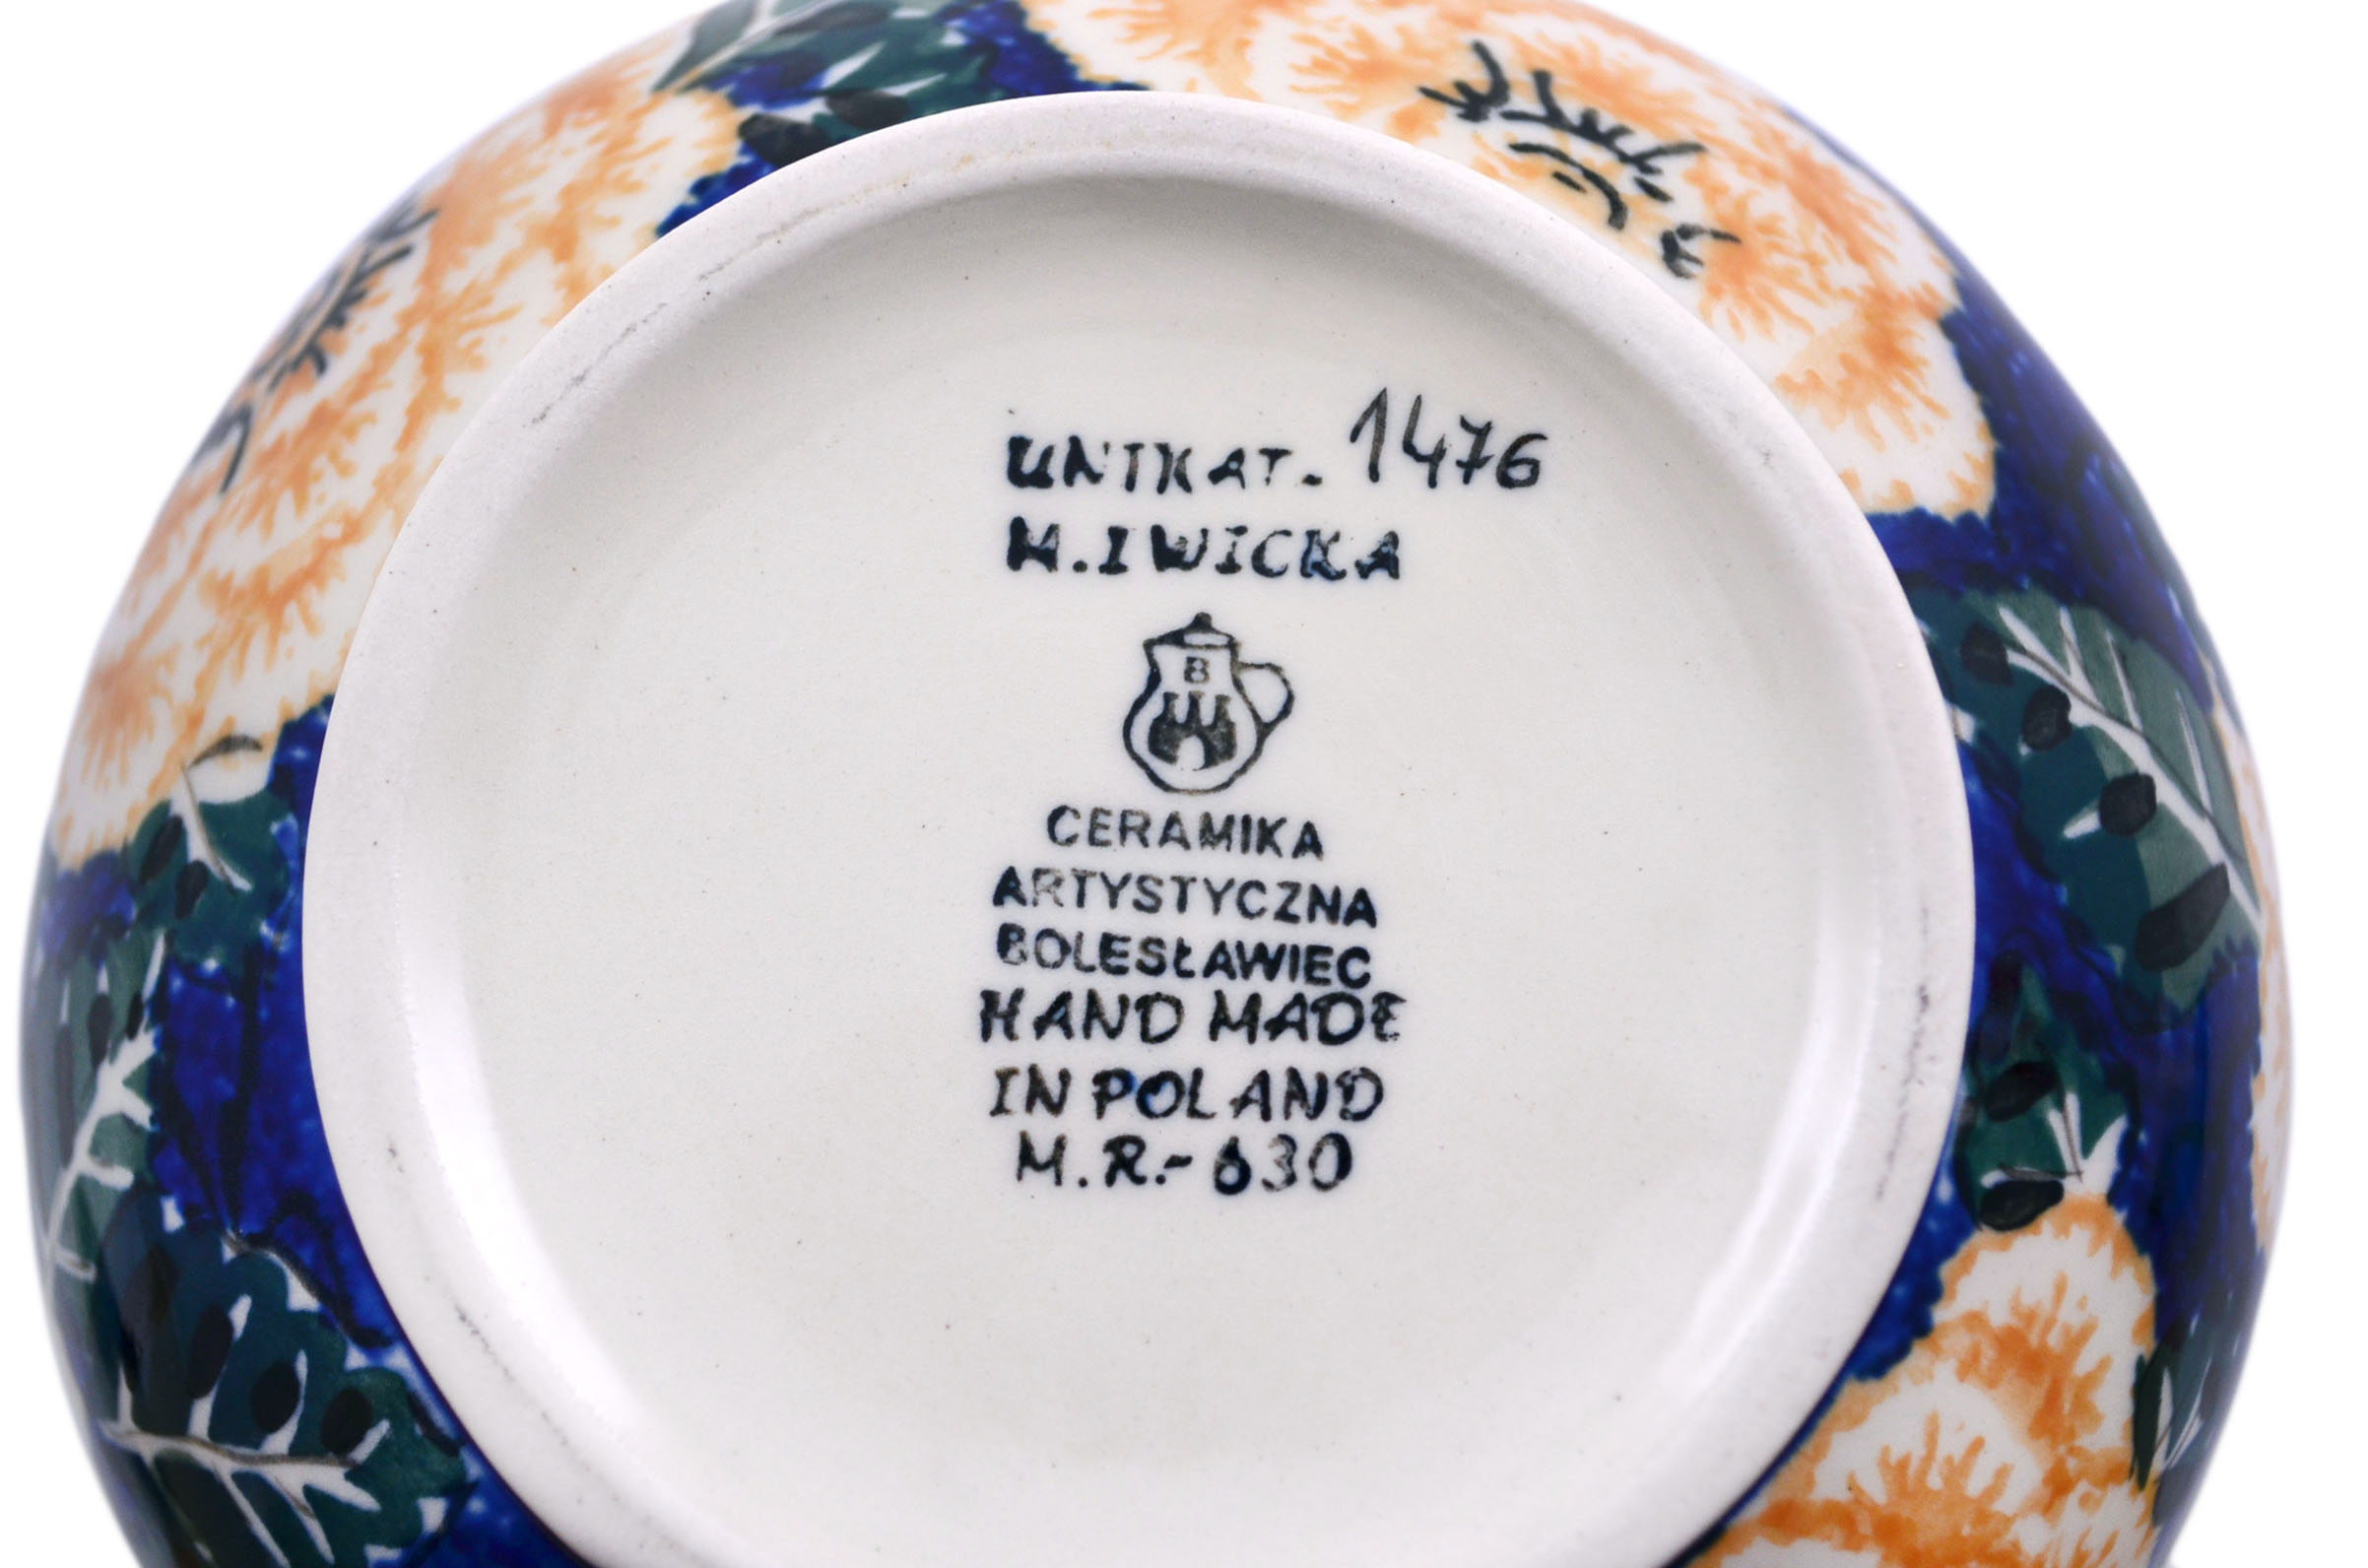 UNIKAT. 1476
M.IWICKA
B
CERAMIKA
ARTYSTYCZNA
BOLESŁAWIEC
HAND MADE
IN POLAND
M.R.-630